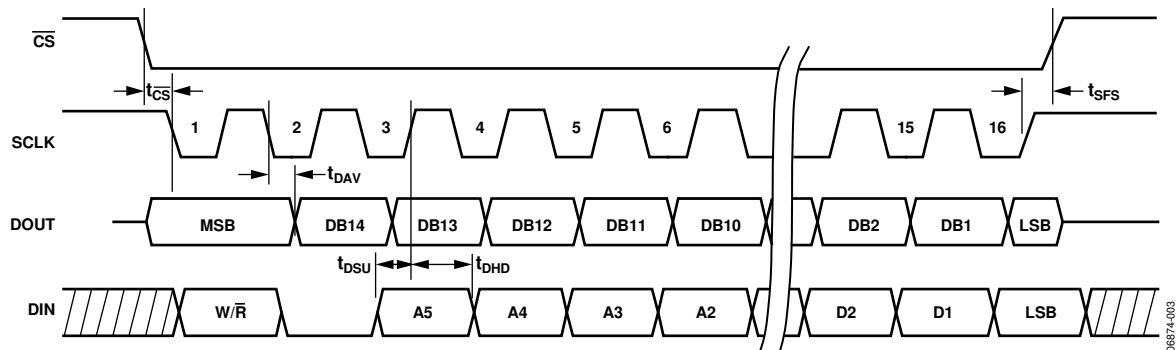 CS
tCS
tSFS
SCLK
1 2 3 4 5 6 15 16
tDAV
DOUT
MSB DB14 DB13 DB12 DB11 DB10 DB2 DB1 LSB
tDSU tDHD
DIN
W/R A5 A4 A3 A2 D2 D1 LSB
06974-003